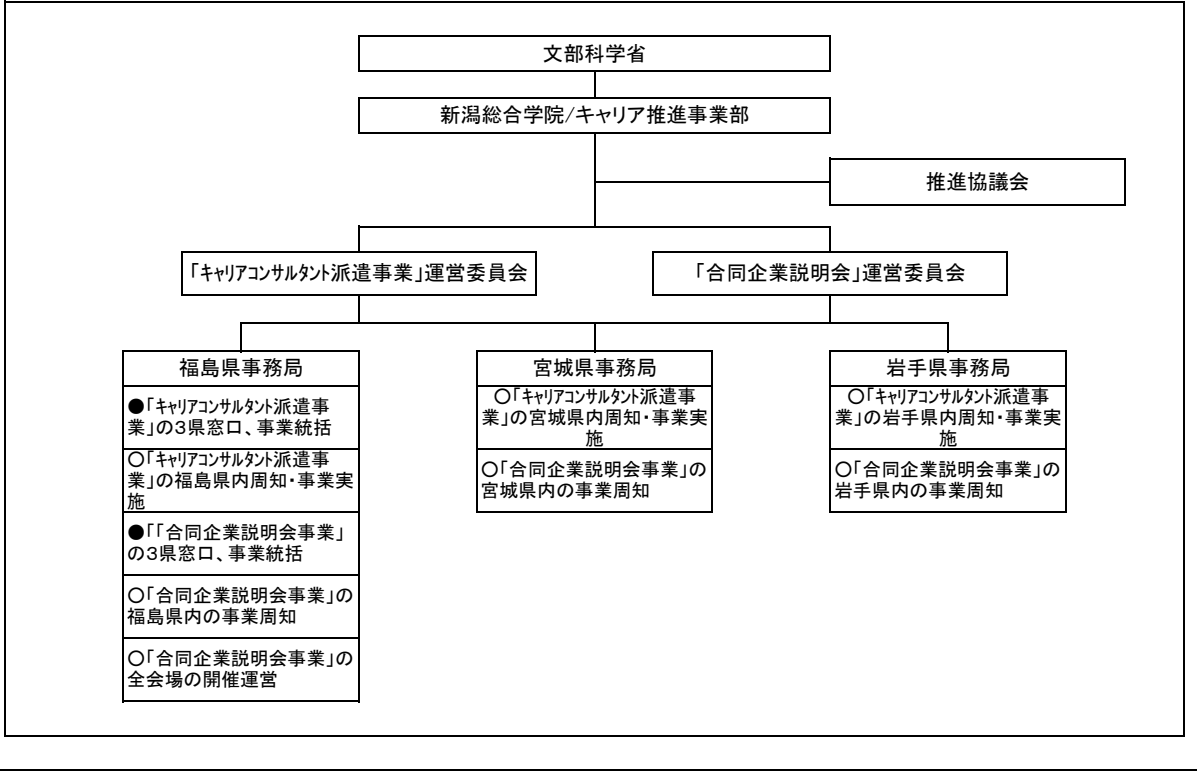 文部科学省
新潟総合学院/キャリア推進事業部
推進協議会
「ｷｬﾘｱｺﾝｻﾙﾀﾝﾄ派遣事業」運営委員会
「合同企業説明会」運営委員会
福島県事務局
●「ｷｬﾘｱｺﾝｻﾙﾀﾝﾄ派遣事
業」の３県窓口、事業統括
○「ｷｬﾘｱｺﾝｻﾙﾀﾝﾄ派遣事
業」の福島県内周知・事業実
施
●「「合同企業説明会事業」
の３県窓口、事業統括
○「合同企業説明会事業」の
福島県内の事業周知
○「合同企業説明会事業」の
全会場の開催運営
宮城県事務局
○「ｷｬﾘｱｺﾝｻﾙﾀﾝﾄ派遣事
業」の宮城県内周知・事業実
施
○「合同企業説明会事業」の
宮城県内の事業周知
岩手県事務局
○「ｷｬﾘｱｺﾝｻﾙﾀﾝﾄ派遣事
業」の岩手県内周知・事業実
施
○「合同企業説明会事業」の
岩手県内の事業周知